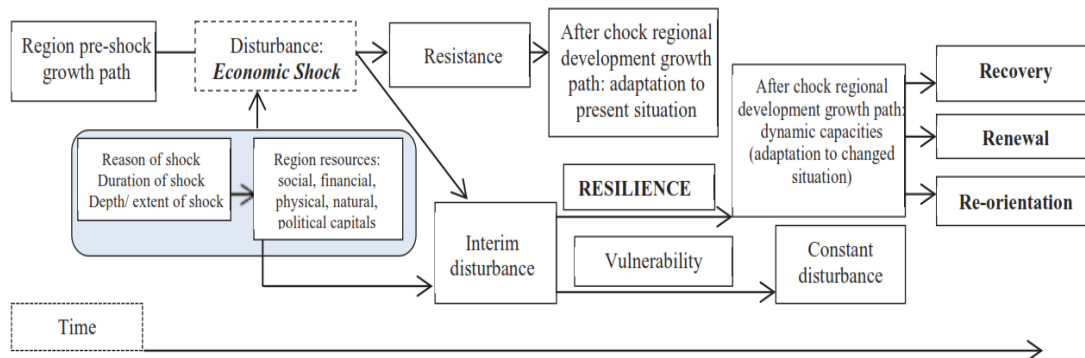 Region pre-shock
growth path
Disturbance:
Economic Shock
Resistance
After chock regional
development growth
path: adaptation to
present situation
After chock regional
development growth path:
dynamic capacities
(adaptation to changed
situation)
Recovery
Renewal
Re-orientation
Reason of shock
Duration of shock
Depth/ extent of shock
Region resources:
social, financial,
physical, natural,
political capitals
RESILIENCE
Interim
disturbance
Vulnerability
Constant
disturbance
Time